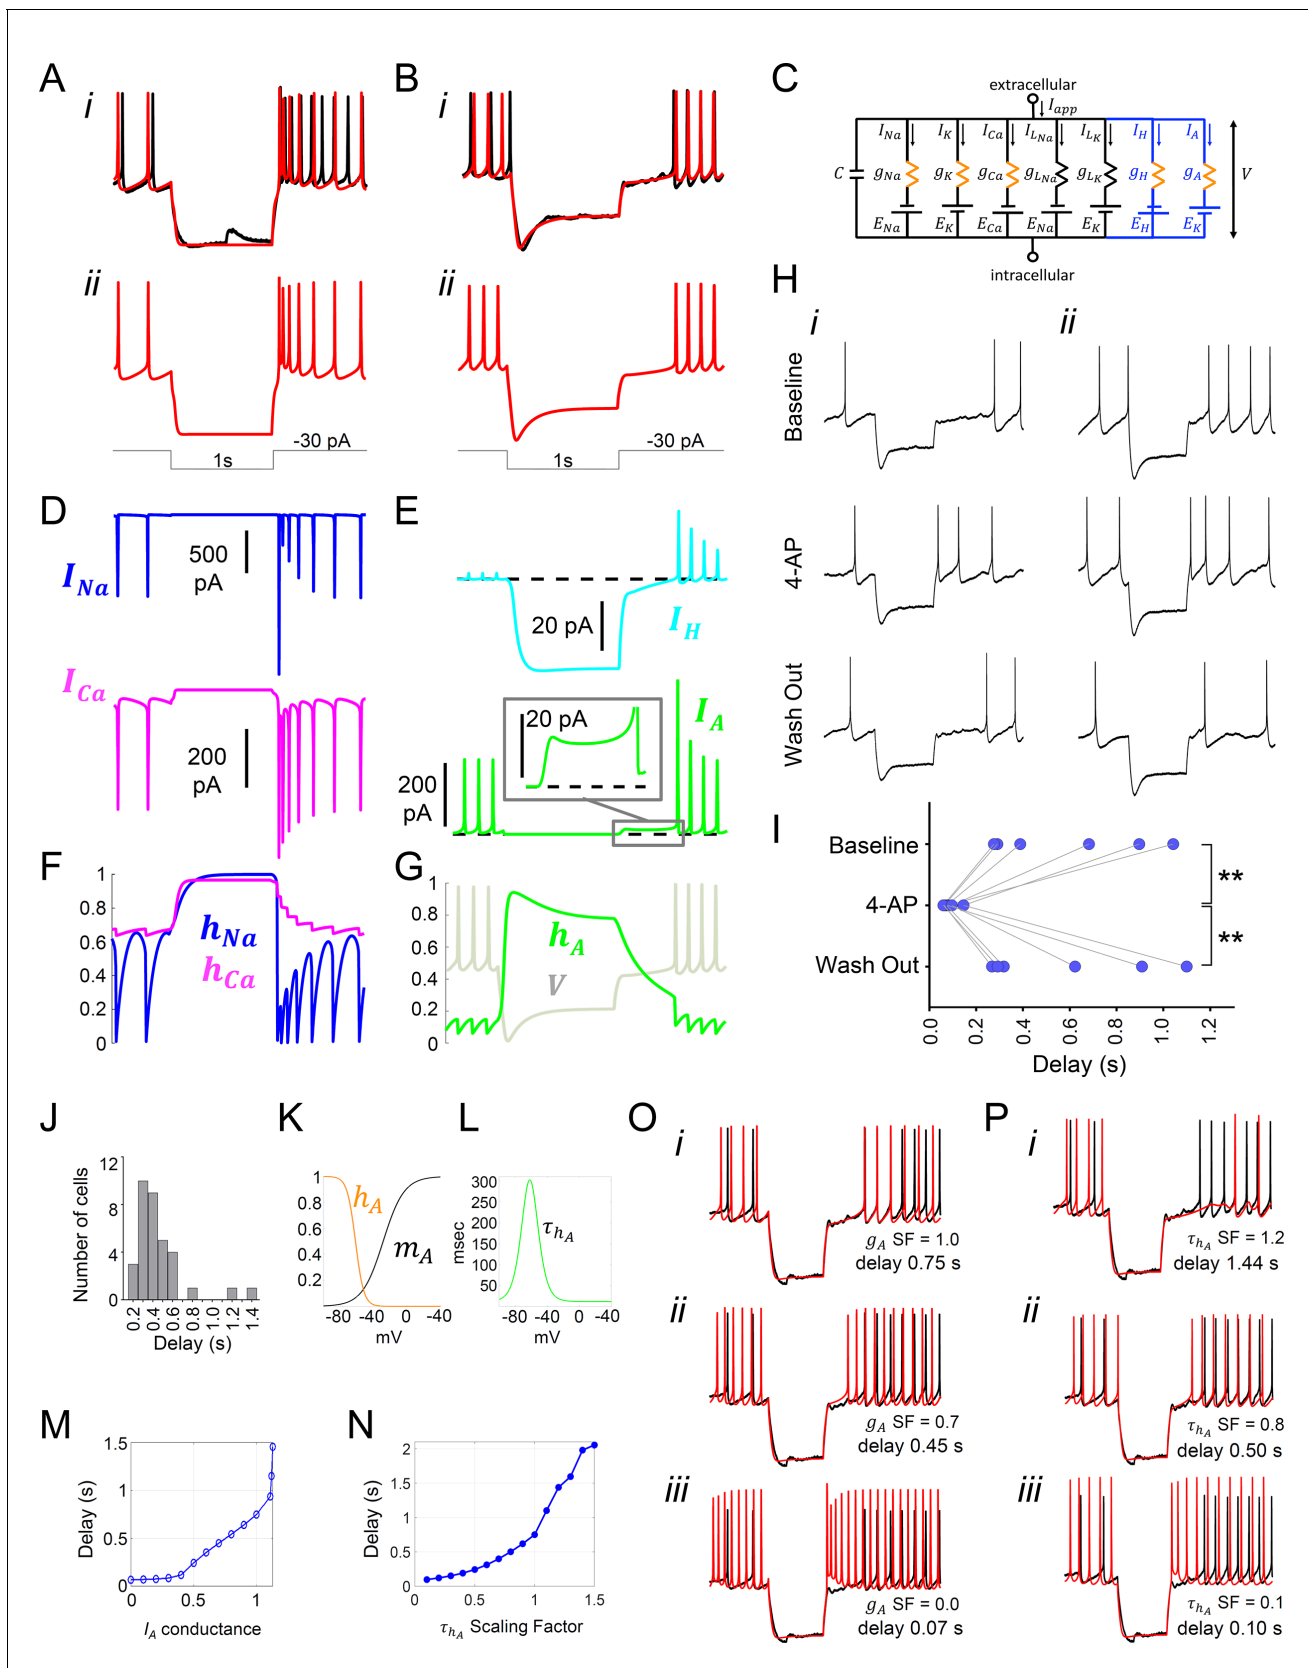 A
i
ii
-30 pA
1s
B
i
ii
-30 pA
1s
C
extracellular
I_app
I_Na I_K I_Ca I_L_Na I_L_K I_H I_A
C g_Na g_K g_Ca g_L_Na g_L_K g_H g_A V
E_Na E_K E_Ca E_Na E_K E_H E_K
intracellular
D
I_Na
500
pA
I_Ca
200
pA
E
I_H
20 pA
I_A
20 pA
200
pA
F
1
0.8
0.6
0.4
0.2
0
h_Na
h_Ca
G
1
0.8
0.6
0.4
0.2
0
h_A
V
H
i
ii
Baseline
4-AP
Wash Out
I
Baseline
4-AP
Wash Out
**
**
0.0 0.2 0.4 0.6 0.8 1.0 1.2
Delay (s)
J
Number of cells
12
8
4
0
0.2 0.4 0.6 0.8 1.0 1.2 1.4
Delay (s)
K
1
0.8
0.6
0.4
0.2
h_A
m_A
-80 -40 0 -40
mV
L
msec
300
250
200
150
100
50
τ_h_A
-80 -40 0 -40
mV
M
Delay (s)
1.5
1
0.5
0
0 0.5 1
I_A conductance
N
Delay (s)
2
1.5
1
0.5
0
0 0.5 1 1.5
τ_h_A Scaling Factor
O
i
g_A SF = 1.0
delay 0.75 s
ii
g_A SF = 0.7
delay 0.45 s
iii
g_A SF = 0.0
delay 0.07 s
P
i
τ_h_A SF = 1.2
delay 1.44 s
ii
τ_h_A SF = 0.8
delay 0.50 s
iii
τ_h_A SF = 0.1
delay 0.10 s